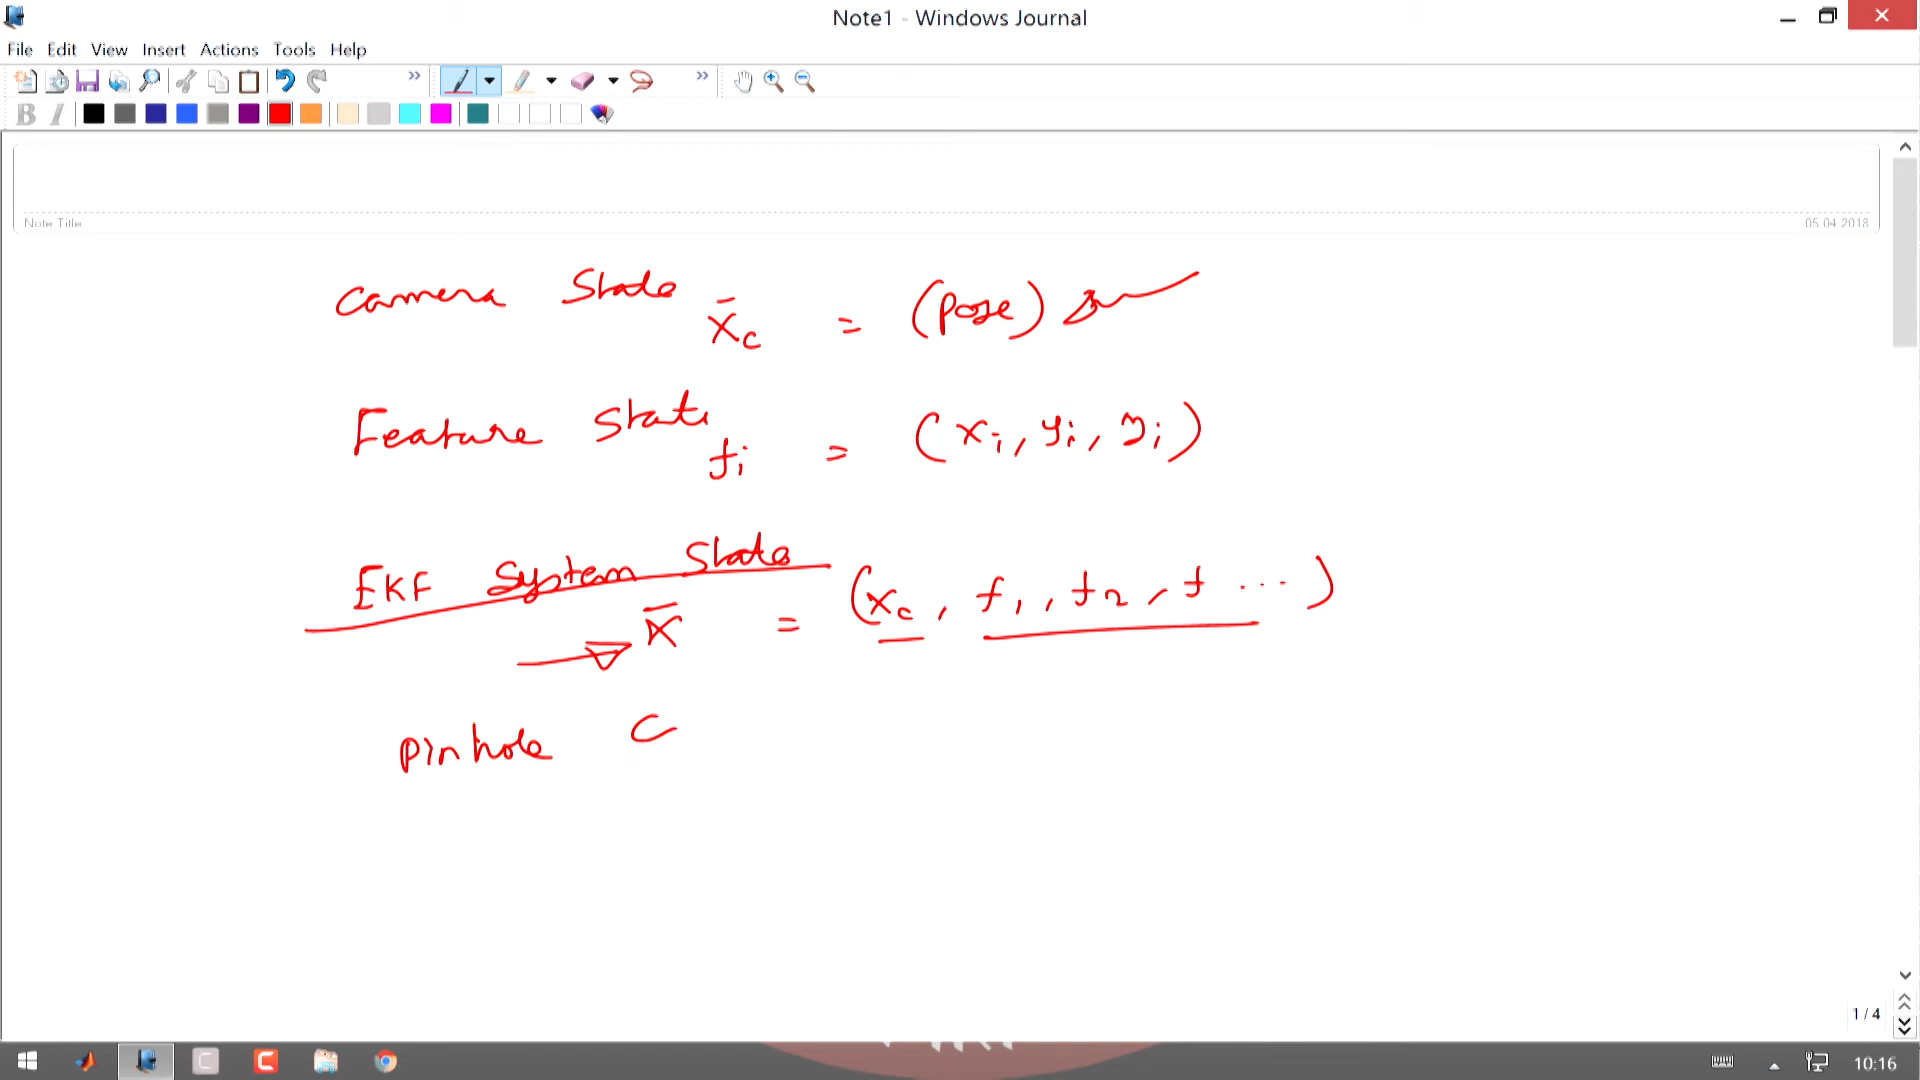 Note1 - Windows Journal
File Edit View Insert Actions Tools Help
B I
Note Title
05-04-2018
Camera State
x̄c = (Pose)
Feature State
fi = (xi, yi, zi)
EKF System State
x̄ = (xc, f1, f2, f ...)
Pinhole C
1 / 4
10:16